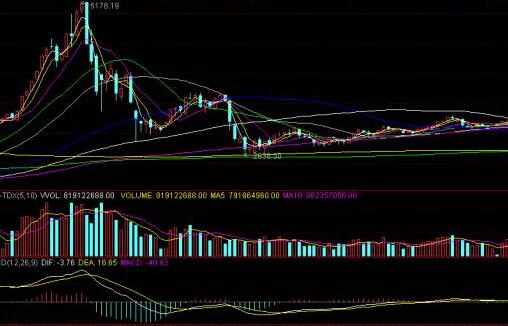 5178.19
2638.30
-TDX(5,10) VVOL: 819122688.00 VOLUME: 819122688.00 MA5: 791864960.00 MA10: 882357056.00
D(12,26,9) DIF: -3.76 DEA: 16.65 MACD: -40.83